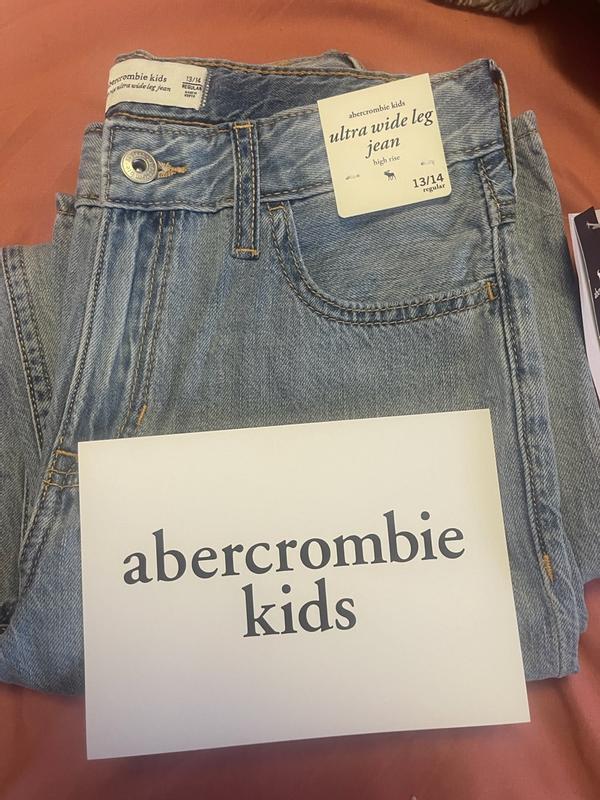 abercrombie kids
ultra wide leg jean
13/14
REGULAR
abercrombie kids
ultra wide leg
jean
high rise
13/14
regular
abercrombie
kids